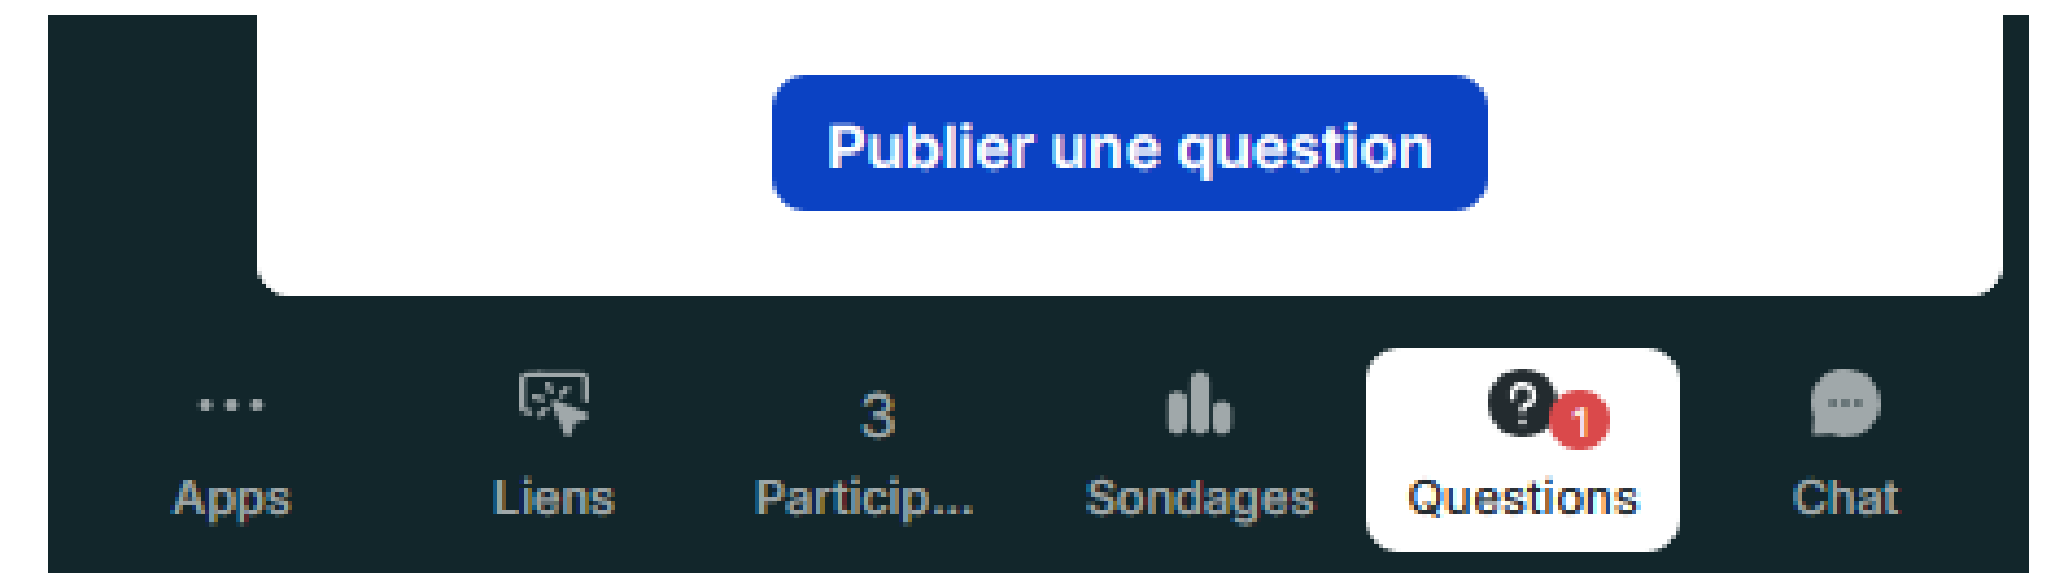 Publier une question
3
1
Apps
Liens
Particip...
Sondages
Questions
Chat